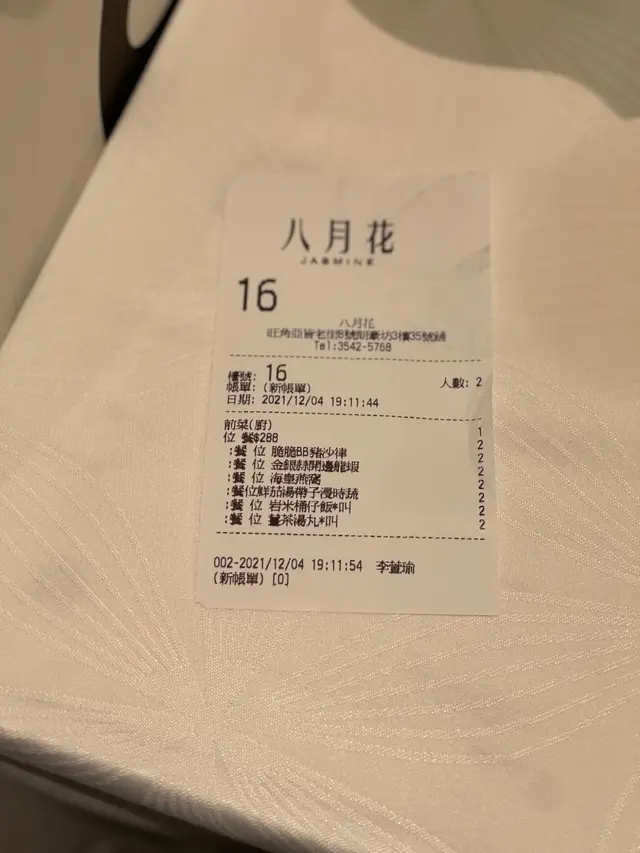 八月花
JASMINE
16
八月花
旺角亞皆老街8號朗豪坊3樓35號鋪
Tel:3542-5768
檯號: 16
人數: 2
帳單: (新帳單)
日期: 2021/12/04 19:11:44
前菜(廚) 1
位 餐$288 2
:餐 位 脆脆BB豬沙律 2
:餐 位 金銀蒜開邊龍蝦 2
:餐 位 海皇燕窩 2
:餐位鮮茄湯帶子浸時蔬 2
:餐 位 岩米桶仔飯*叫 2
:餐 位 薑茶湯丸*叫 2
002-2021/12/04 19:11:54 李瑜
(新帳單) [0]